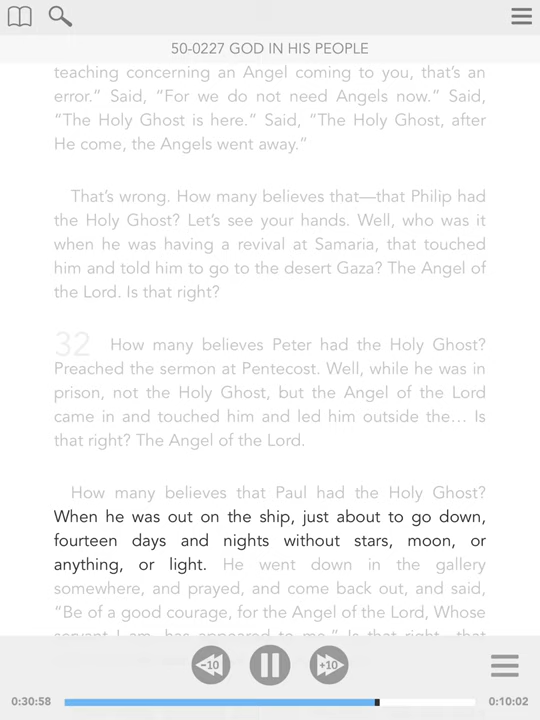 50-0227 GOD IN HIS PEOPLE
teaching concerning an Angel coming to you, that's an
error.” Said, “For we do not need Angels now.” Said,
“The Holy Ghost is here.” Said, “The Holy Ghost, after
He come, the Angels went away.”
That's wrong. How many believes that—that Philip had
the Holy Ghost? Let's see your hands. Well, who was it
when he was having a revival at Samaria, that touched
him and told him to go to the desert Gaza? The Angel of
the Lord. Is that right?
32 How many believes Peter had the Holy Ghost?
Preached the sermon at Pentecost. Well, while he was in
prison, not the Holy Ghost, but the Angel of the Lord
came in and touched him and led him outside the… Is
that right? The Angel of the Lord.
How many believes that Paul had the Holy Ghost?
When he was out on the ship, just about to go down,
fourteen days and nights without stars, moon, or
anything, or light. He went down in the gallery
somewhere, and prayed, and come back out, and said,
“Be of a good courage, for the Angel of the Lord, Whose
servant I am, has appeared to me.” Is that right—that
-10
+10
0:30:58
0:10:02